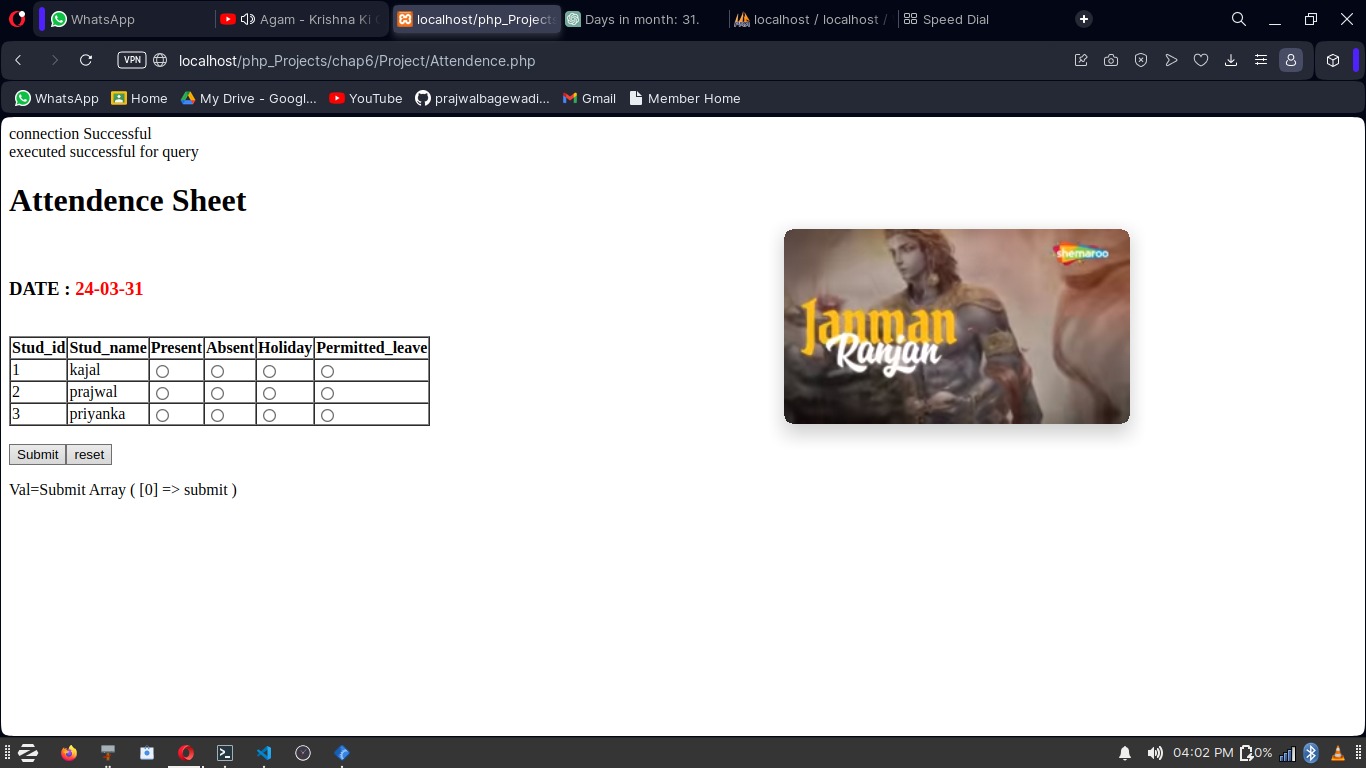 WhatsApp
Agam - Krishna Ki
localhost/php_Projects
Days in month: 31.
localhost / localhost /
Speed Dial
VPN
localhost/php_Projects/chap6/Project/Attendence.php
WhatsApp
Home
My Drive - Googl...
YouTube
prajwalbagewadi...
Gmail
Member Home
connection Successful
executed successful for query
Attendence Sheet
DATE : 24-03-31
Stud_id Stud_name Present Absent Holiday Permitted_leave
1 kajal
2 prajwal
3 priyanka
Submit reset
Val=Submit Array ( [0] => submit )
shemaroo
Janman
Ranjan
04:02 PM